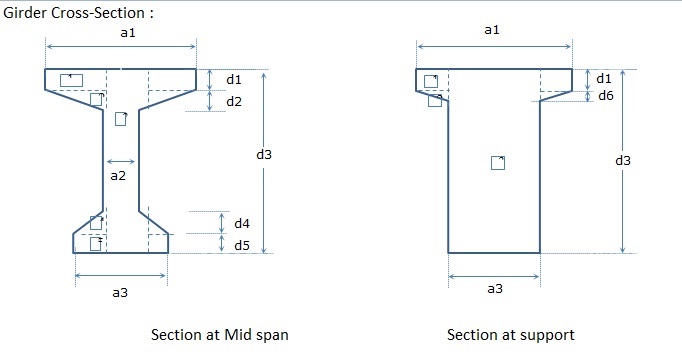 Girder Cross-Section :
a1
a1
d1
d2
d1
d6
d3
d3
a2
d4
d5
a3
a3
Section at Mid span
Section at support